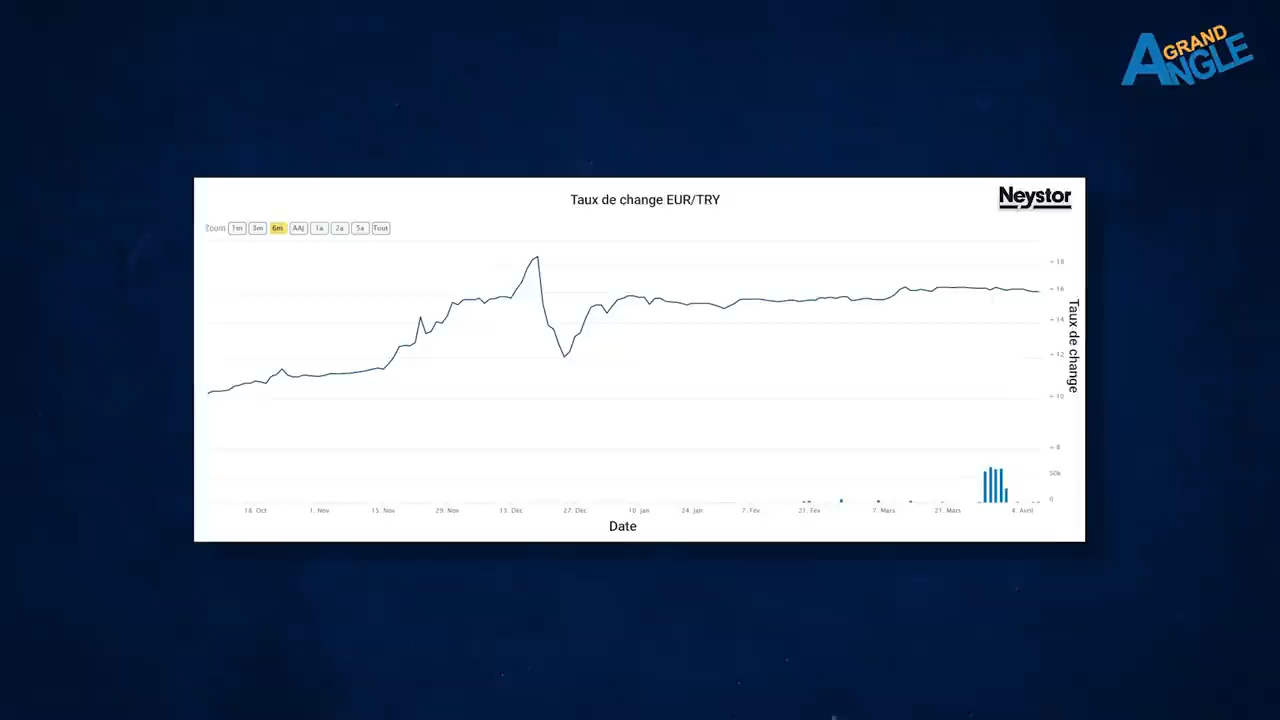 GRAND
ANGLE
Taux de change EUR/TRY
Neystor
Zoom 1m 3m 6m AAJ 1a 2a 5a Tout
18
16
14
12
10
8
50k
0
Taux de change
18. Oct 1. Nov 15. Nov 29. Nov 13. Déc 27. Déc 10. Jan 24. Jan 7. Fév 21. Fév 7. Mars 21. Mars 4. Avril
Date